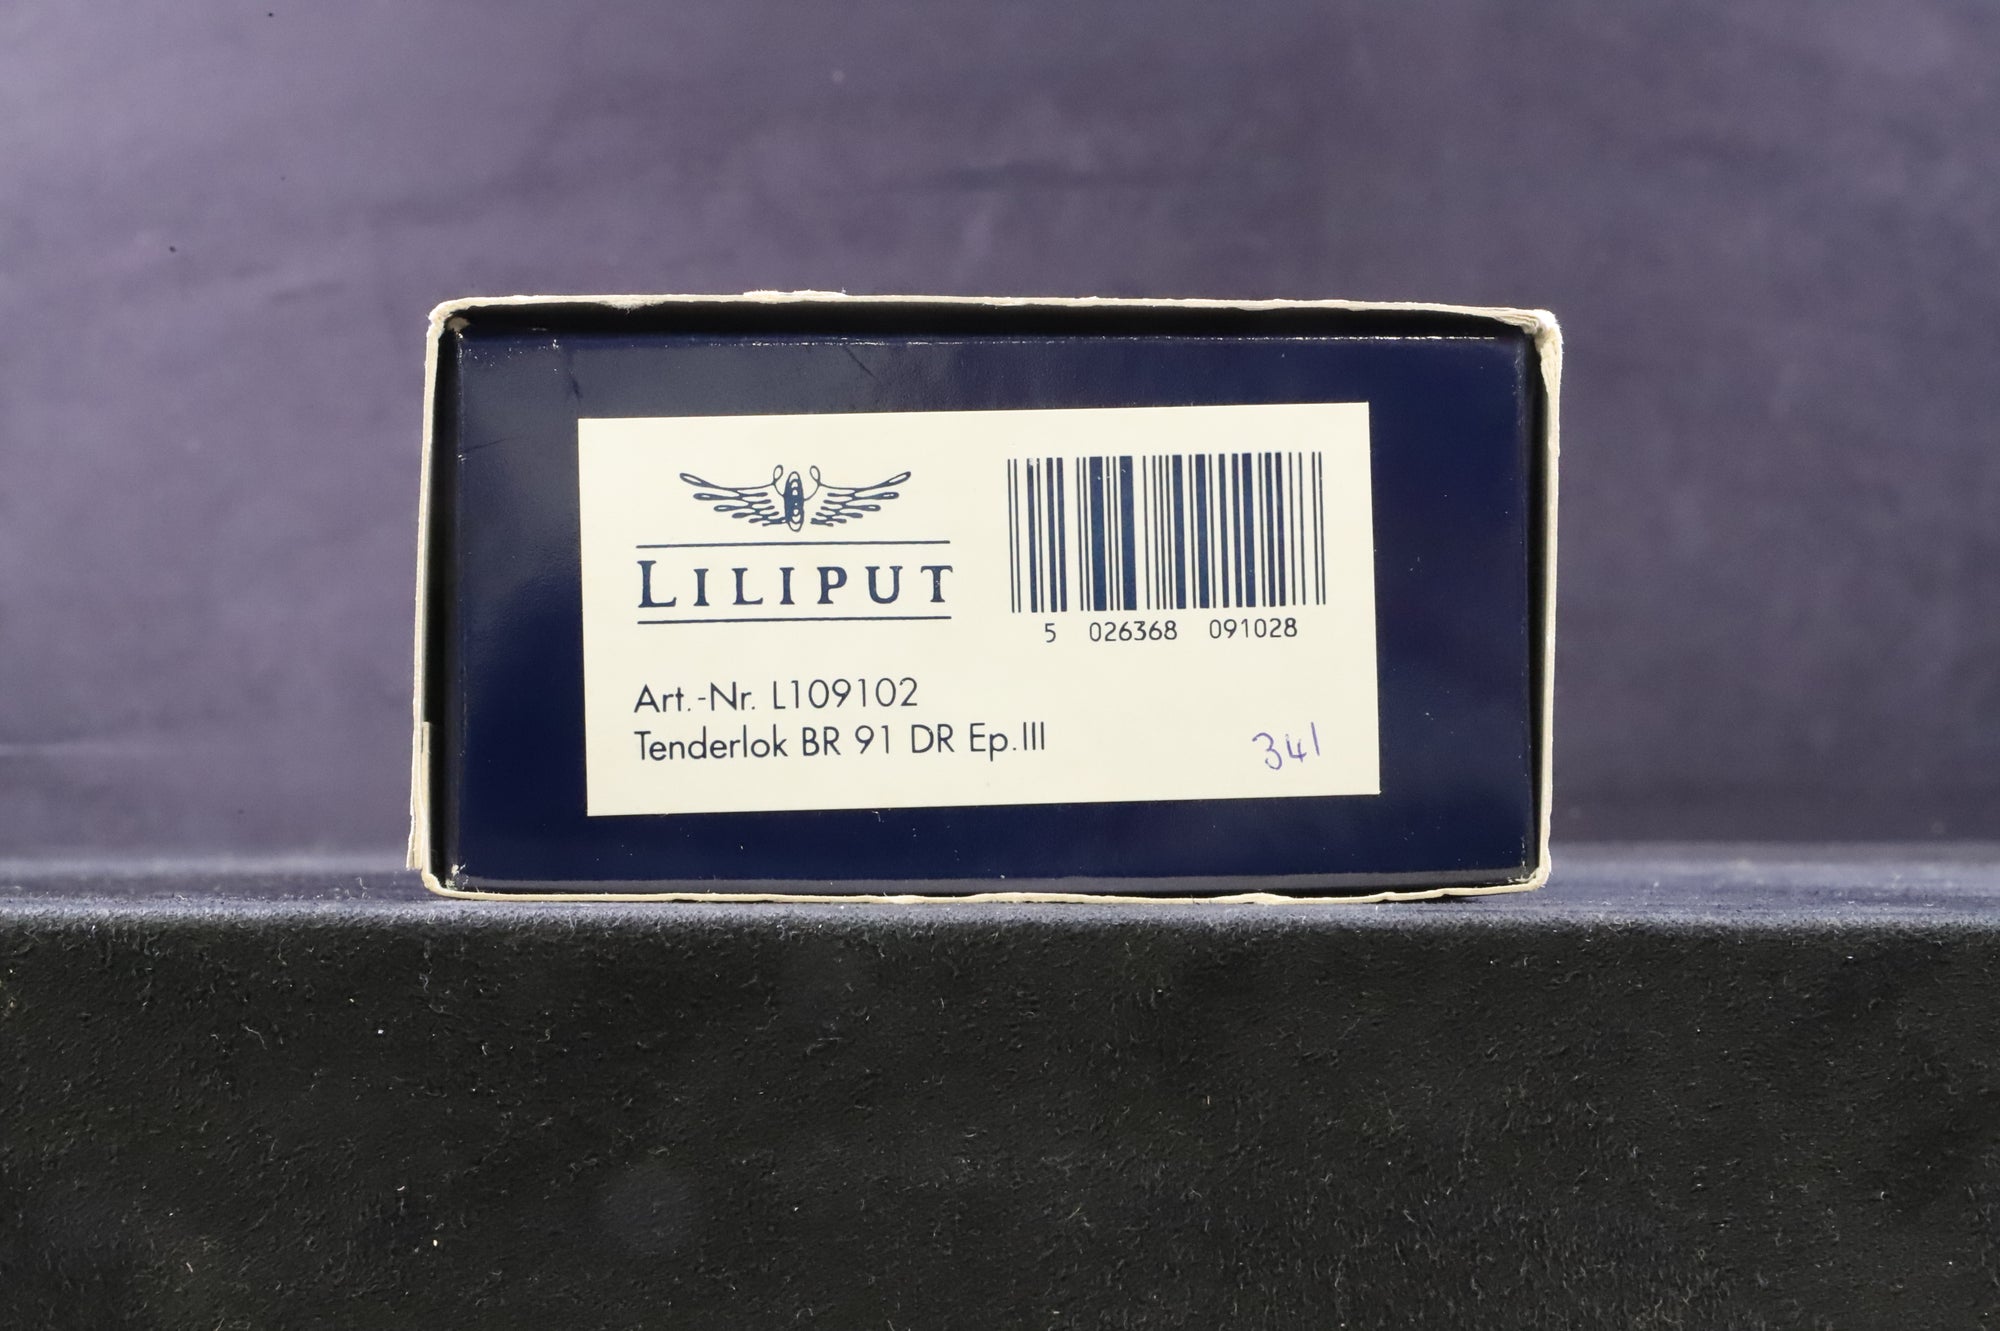 LILIPUT
5 026368 091028
Art.-Nr. L109102
Tenderlok BR 91 DR Ep.III
341